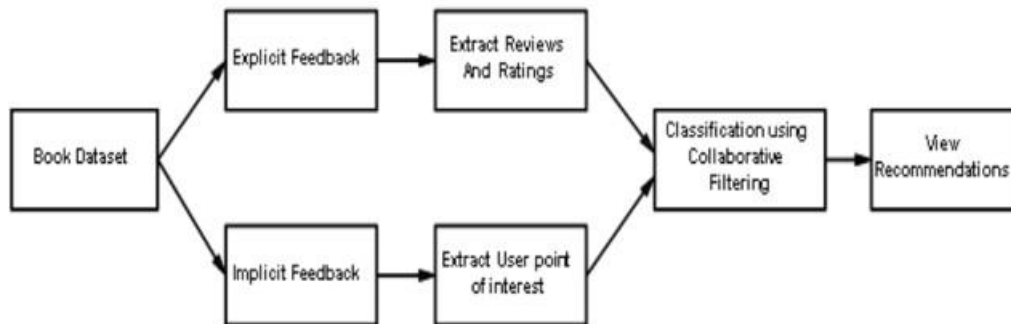 Book Dataset
Explicit Feedback
Extract Reviews
And Ratings
Implicit Feedback
Extract User point
of interest
Classification using
Collaborative
Filtering
View
Recommendations